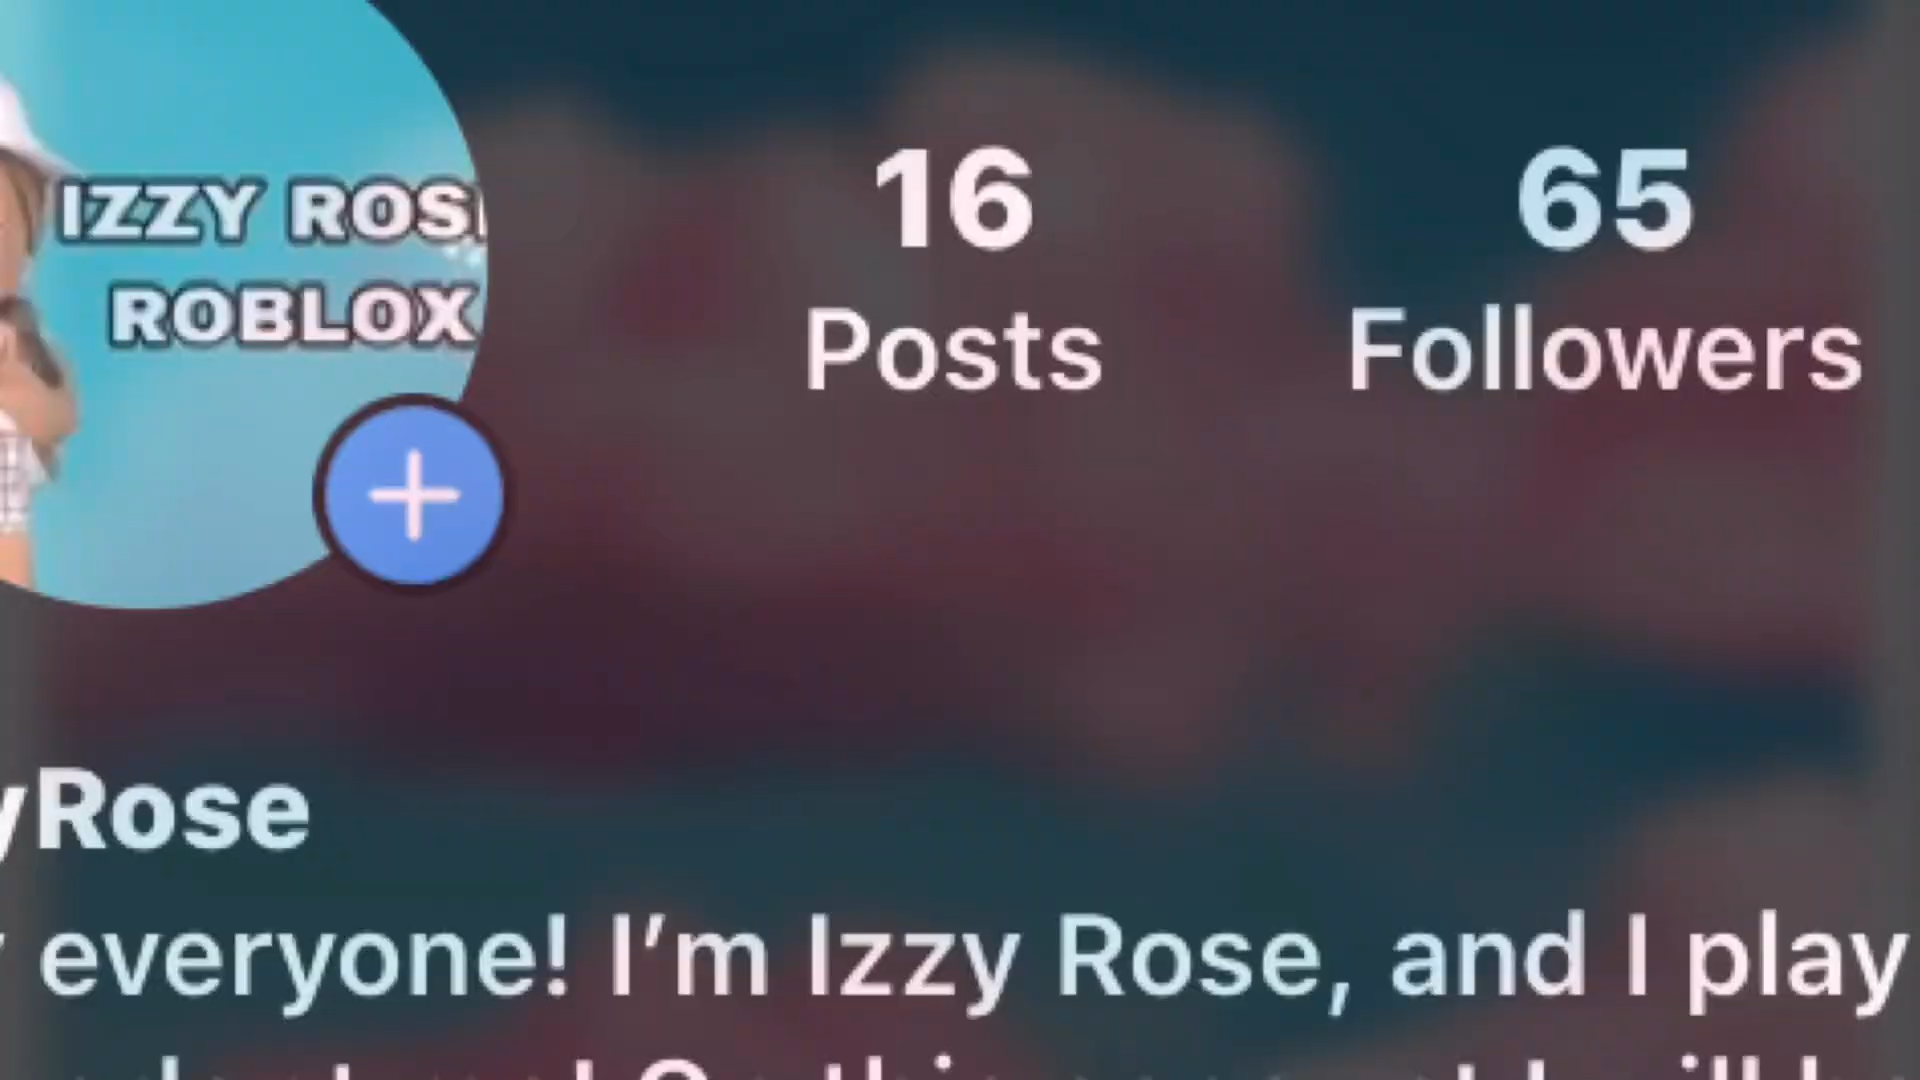 IZZY ROS
ROBLOX
16
Posts
65
Followers
yRose
everyone! I’m Izzy Rose, and I play